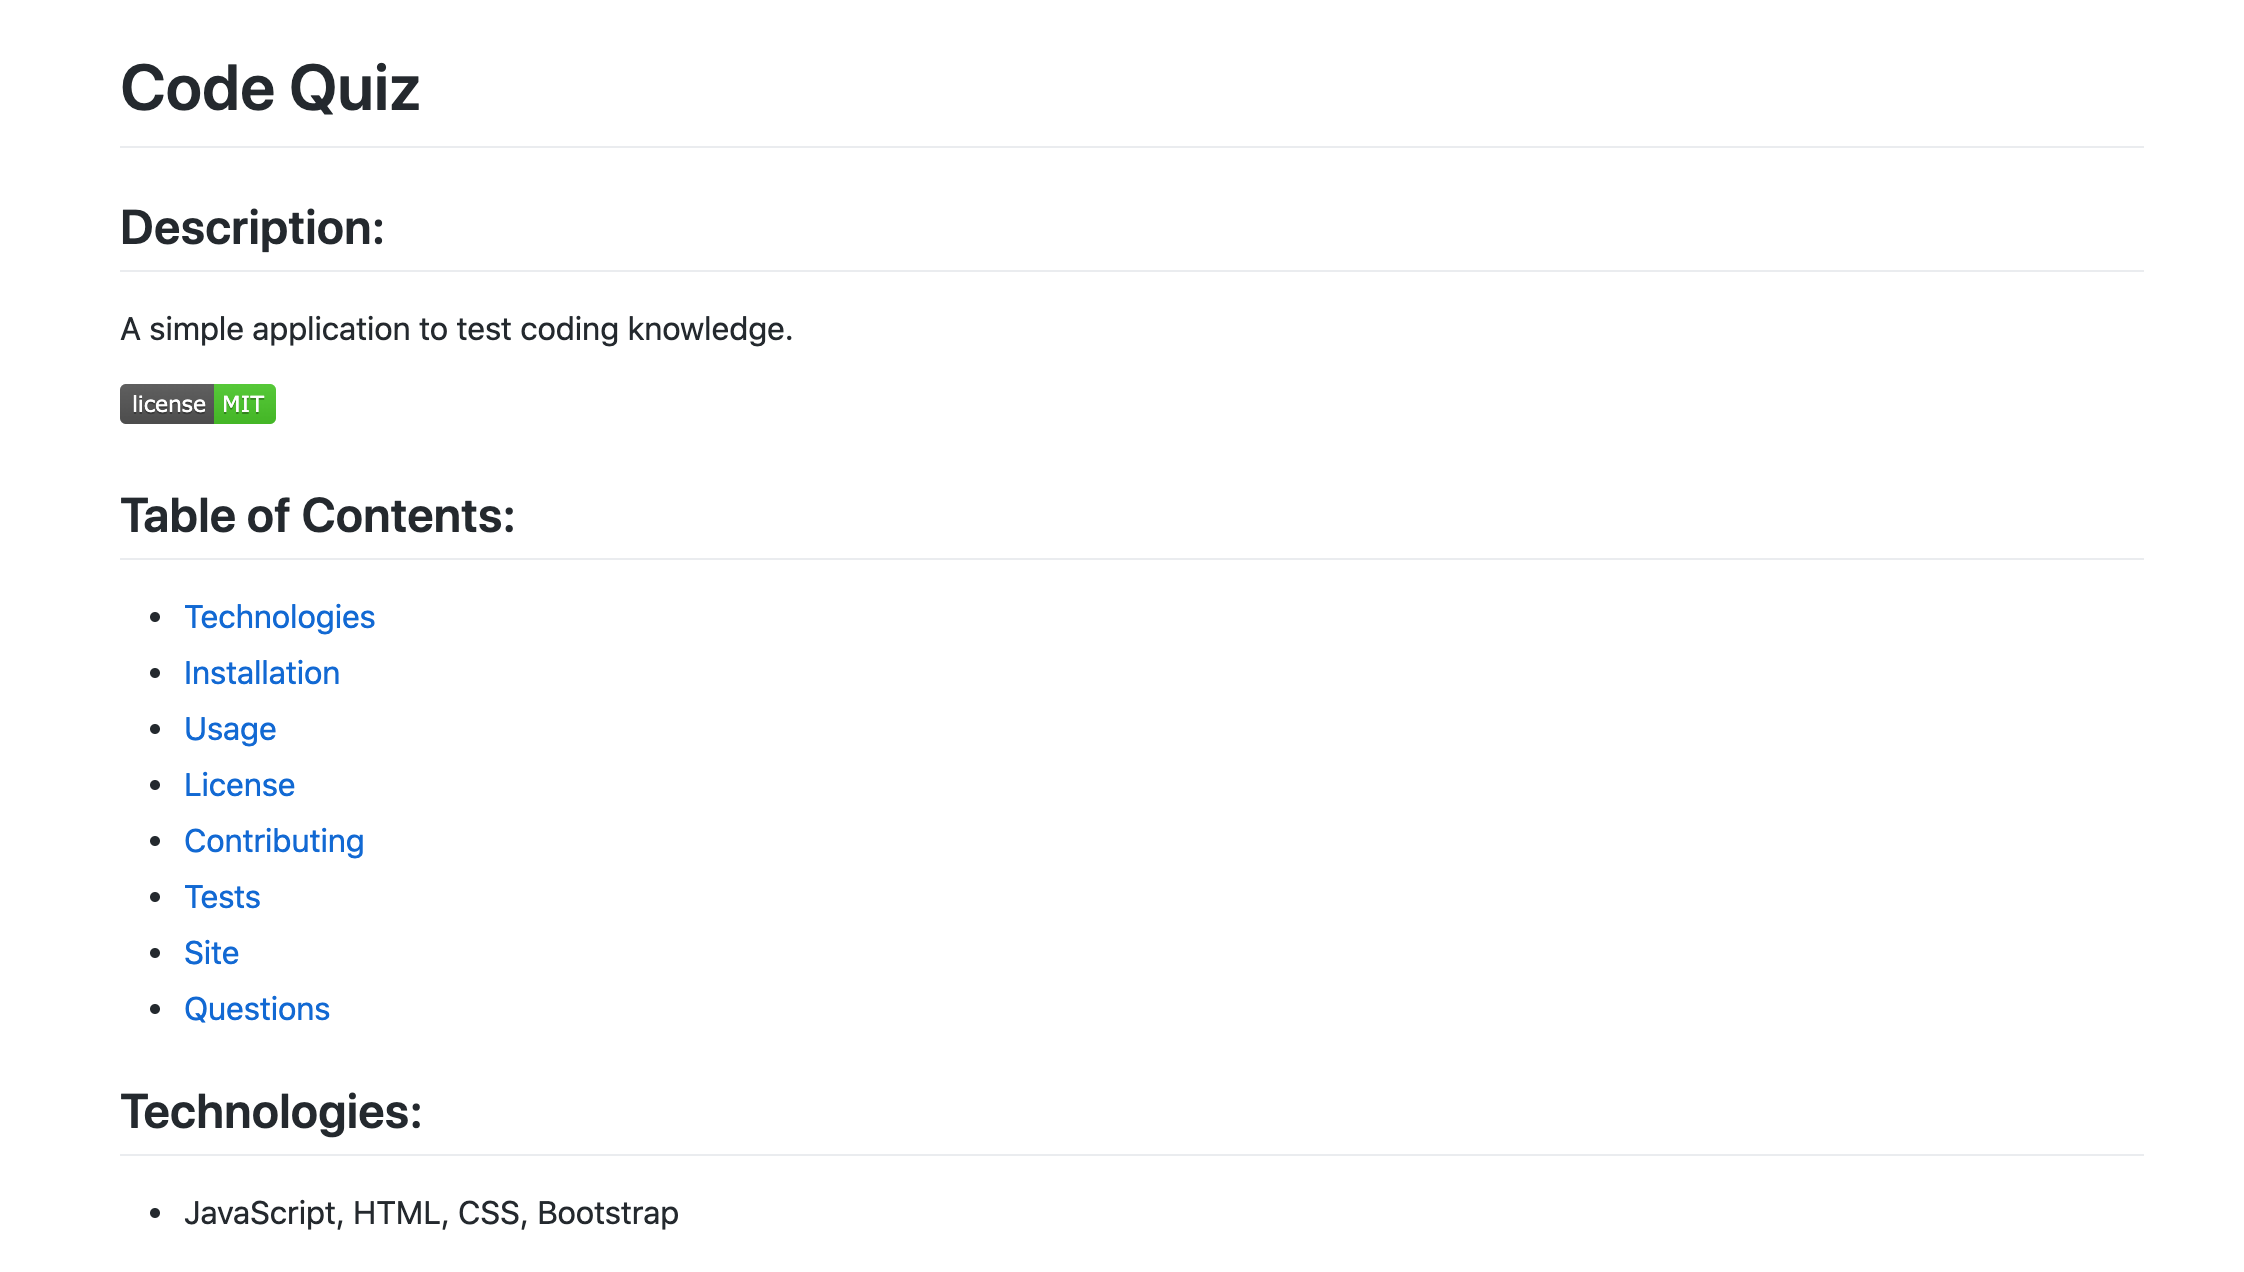 Code Quiz
Description:
A simple application to test coding knowledge.
license MIT
Table of Contents:
Technologies
Installation
Usage
License
Contributing
Tests
Site
Questions
Technologies:
JavaScript, HTML, CSS, Bootstrap